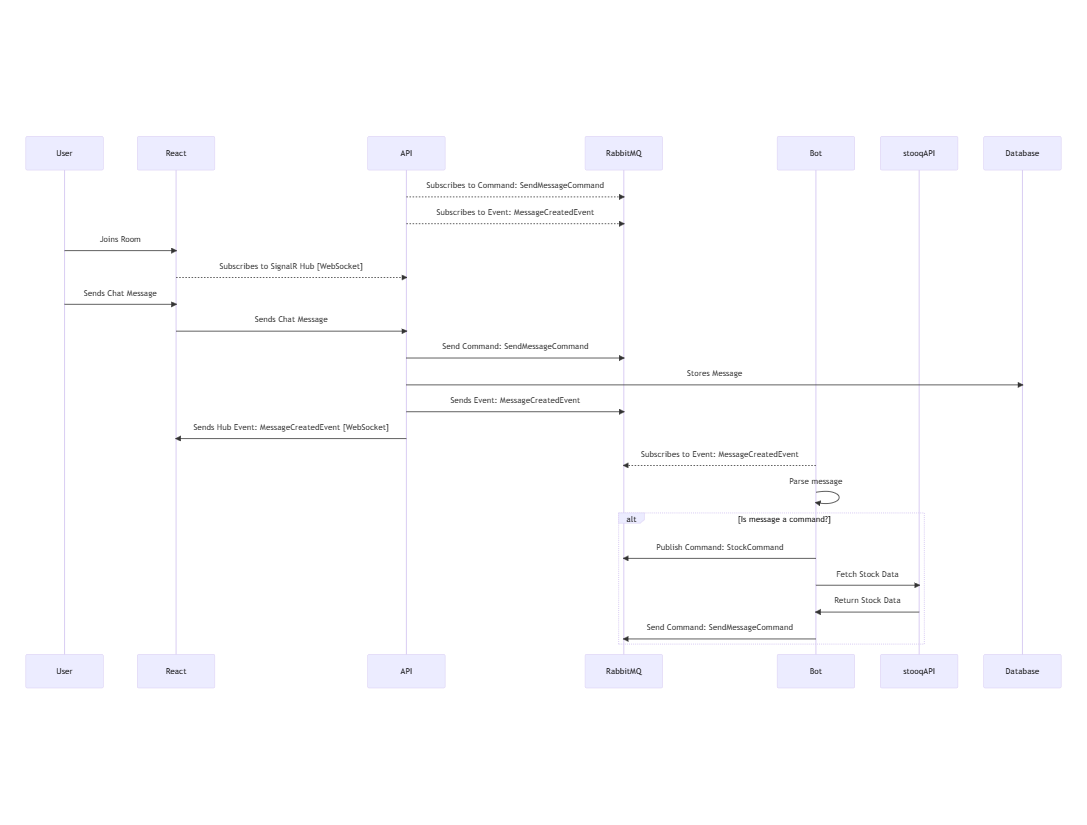 User
React
API
RabbitMQ
Bot
stooqAPI
Database
Subscribes to Command: SendMessageCommand
Subscribes to Event: MessageCreatedEvent
Joins Room
Subscribes to SignalR Hub [WebSocket]
Sends Chat Message
Sends Chat Message
Send Command: SendMessageCommand
Stores Message
Sends Event: MessageCreatedEvent
Sends Hub Event: MessageCreatedEvent [WebSocket]
Subscribes to Event: MessageCreatedEvent
Parse message
alt
[Is message a command?]
Publish Command: StockCommand
Fetch Stock Data
Return Stock Data
Send Command: SendMessageCommand
User
React
API
RabbitMQ
Bot
stooqAPI
Database